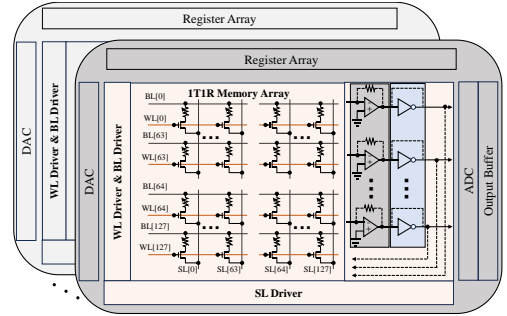 Register Array
DAC
WL Driver & BL Driver
Register Array
DAC
WL Driver & BL Driver
1T1R Memory Array
BL[0]
WL[0]
BL[63]
WL[63]
BL[64]
WL[64]
BL[127]
WL[127]
SL[0]
SL[63]
SL[64]
SL[127]
SL Driver
ADC
Output Buffer